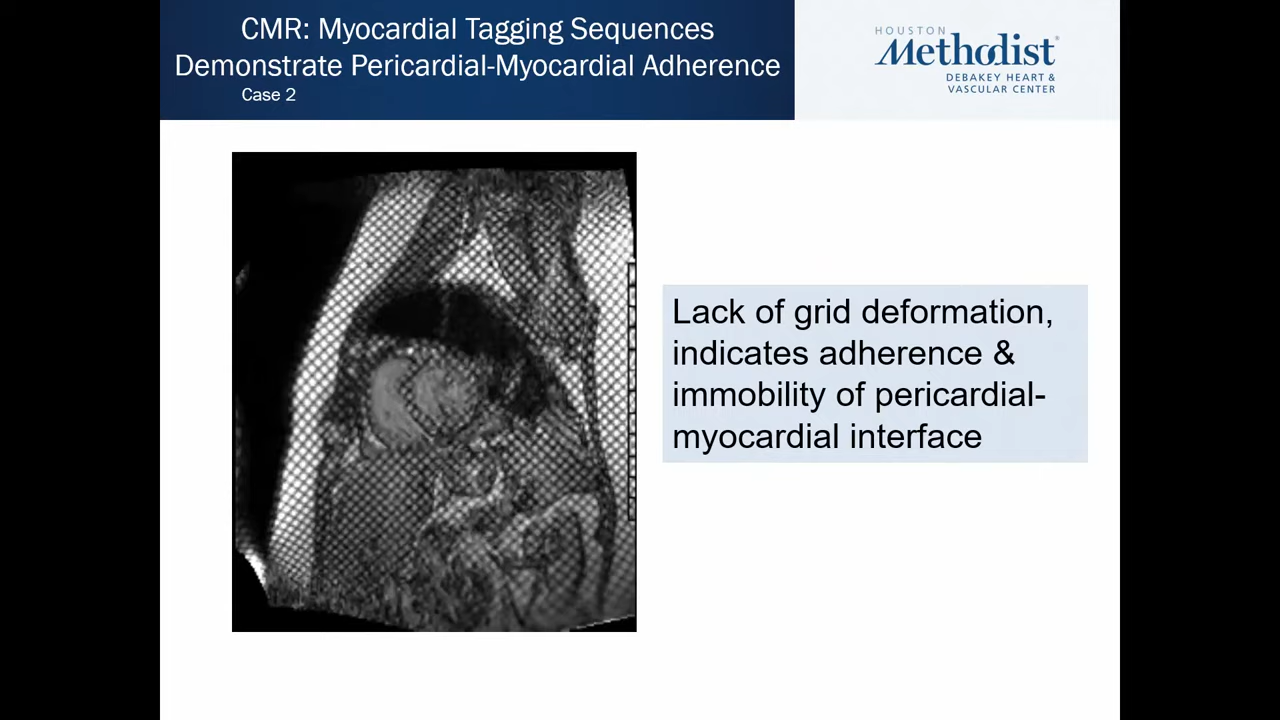 CMR: Myocardial Tagging Sequences
Demonstrate Pericardial-Myocardial Adherence
Case 2
HOUSTON
Methodist®
DEBAKEY HEART &
VASCULAR CENTER
Lack of grid deformation,
indicates adherence &
immobility of pericardial-
myocardial interface